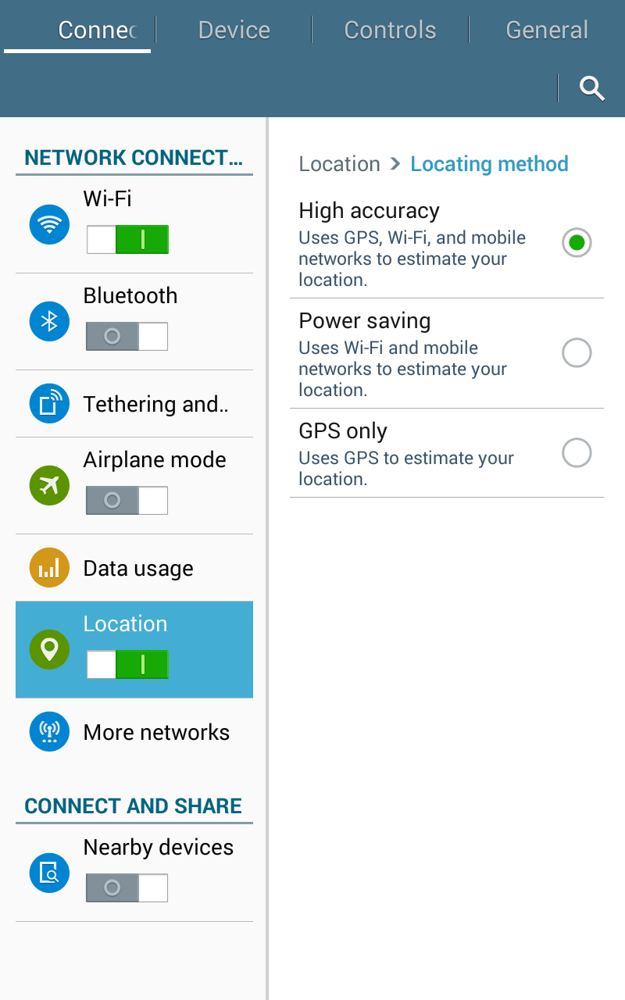 Connec
Device
Controls
General
NETWORK CONNECT...
Wi-Fi
Bluetooth
Tethering and..
Airplane mode
Data usage
Location
More networks
CONNECT AND SHARE
Nearby devices
Location > Locating method
High accuracy
Uses GPS, Wi-Fi, and mobile
networks to estimate your
location.
Power saving
Uses Wi-Fi and mobile
networks to estimate your
location.
GPS only
Uses GPS to estimate your
location.